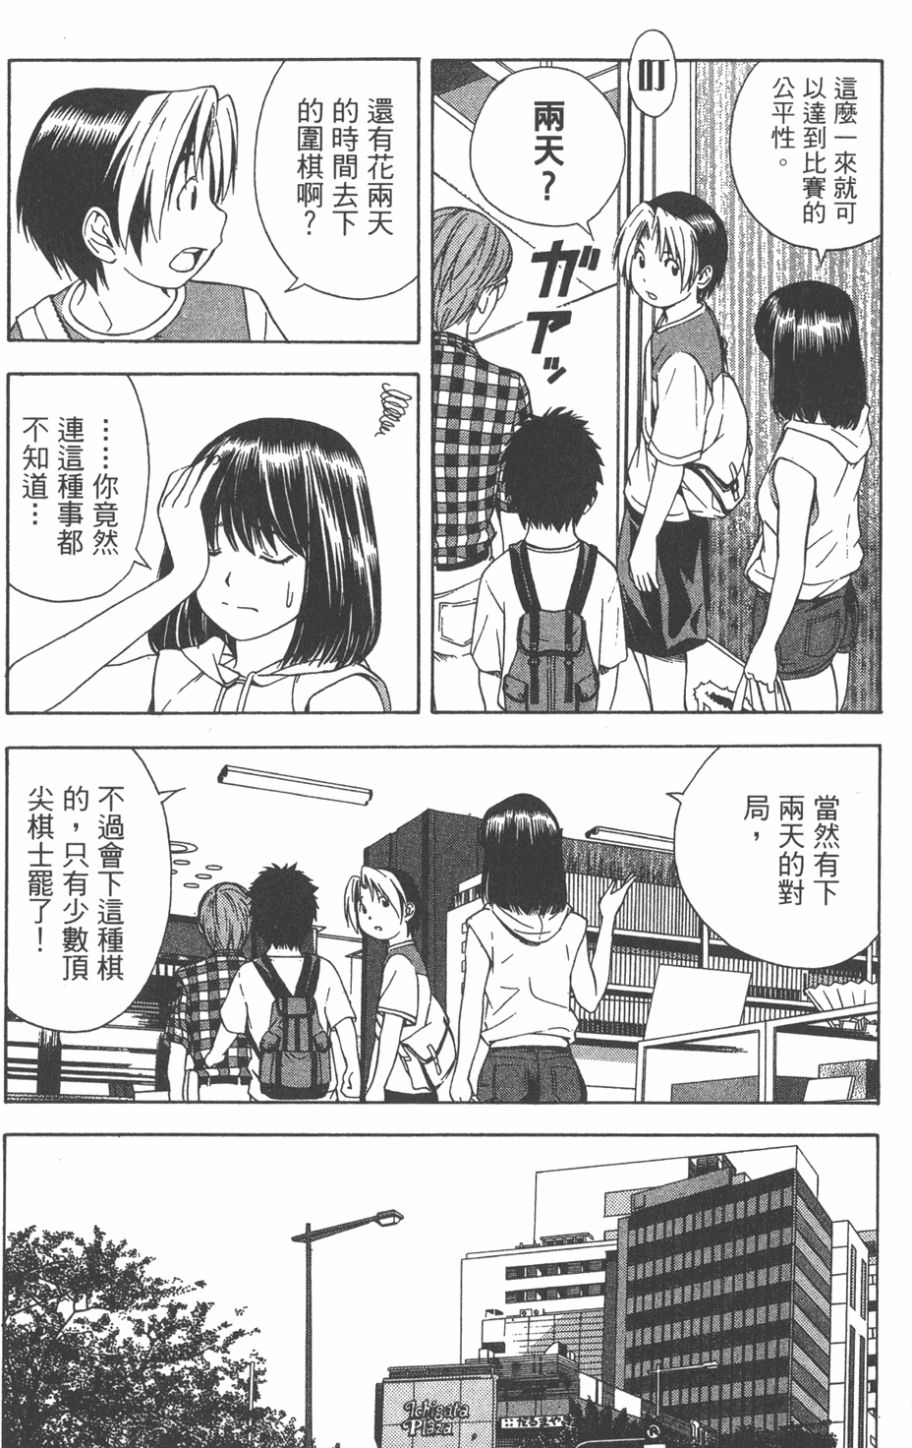 這麼一來就可
以達到比賽的
公平性。
兩天？
ガアッ
還有花兩天
的時間去下
的圍棋啊？
……你竟然
連這種事都
不知道…
當然有下
兩天的對
局，
不過會下這種棋
的，只有少數頂
尖棋士罷了！
Ichigata
Plaza